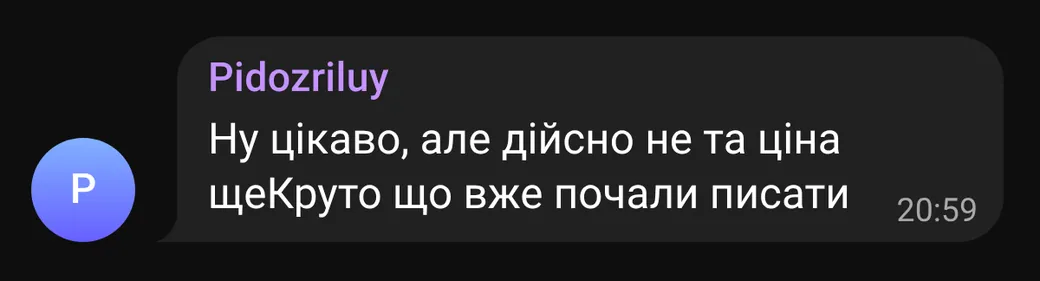 Pidozriluy
P
Ну цікаво, але дійсно не та ціна
щеКруто що вже почали писати
20:59